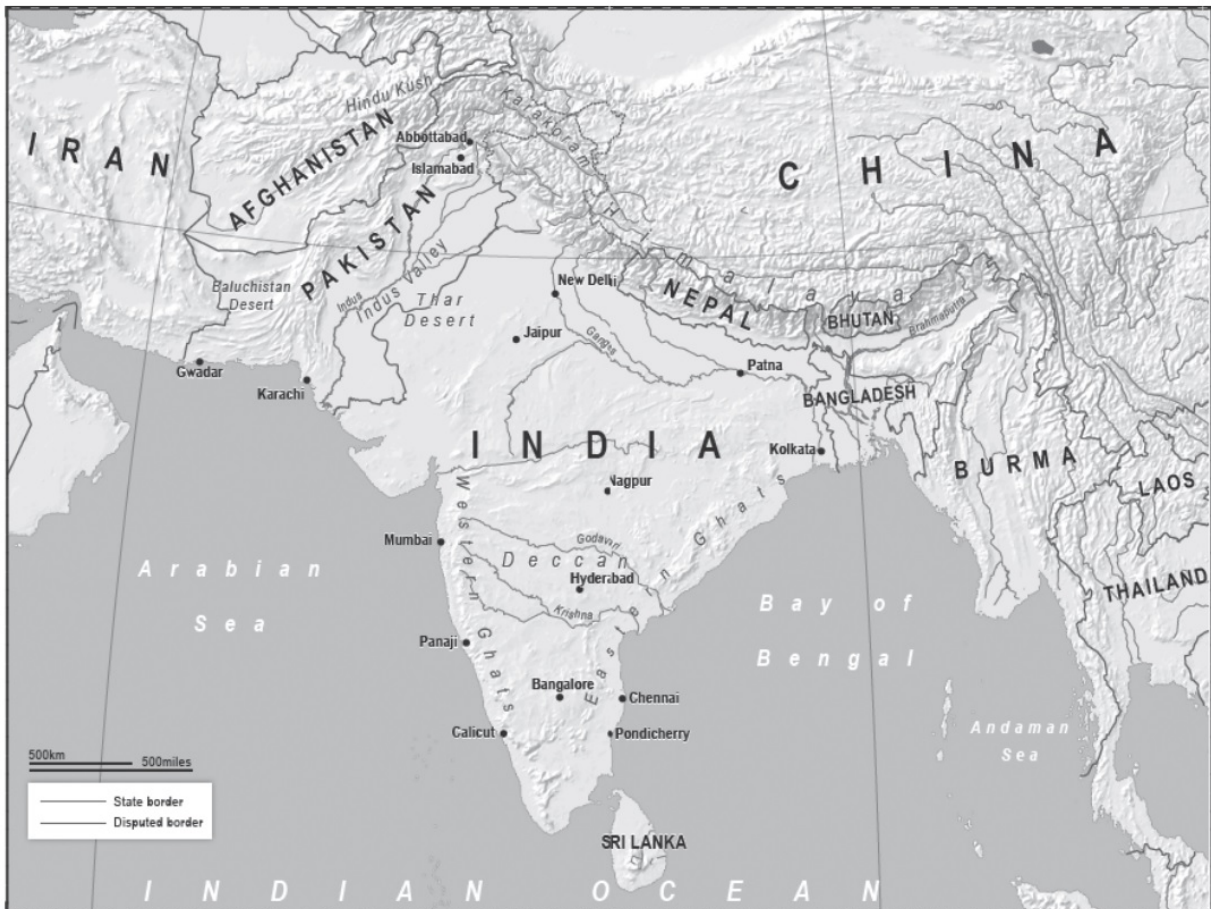 Hindu Kush
Karakoram
IRAN
AFGHANISTAN
Abbottabad
Islamabad
CHINA
PAKISTAN
Himalaya
Indus Valley
Indus
Baluchistan
Desert
Thar
Desert
New Delhi
NEPAL
BHUTAN
Brahmaputra
Jaipur
Ganges
Patna
Gwadar
Karachi
BANGLADESH
INDIA
Kolkata
BURMA
Nagpur
LAOS
Western Ghats
Eastern Ghats
Mumbai
Godavari
Deccan
Hyderabad
Krishna
THAILAND
Arabian
Sea
Bay of
Bengal
Panaji
Bangalore
Chennai
Calicut
Pondicherry
Andaman
Sea
500km
500miles
State border
Disputed border
SRI LANKA
INDIAN OCEAN